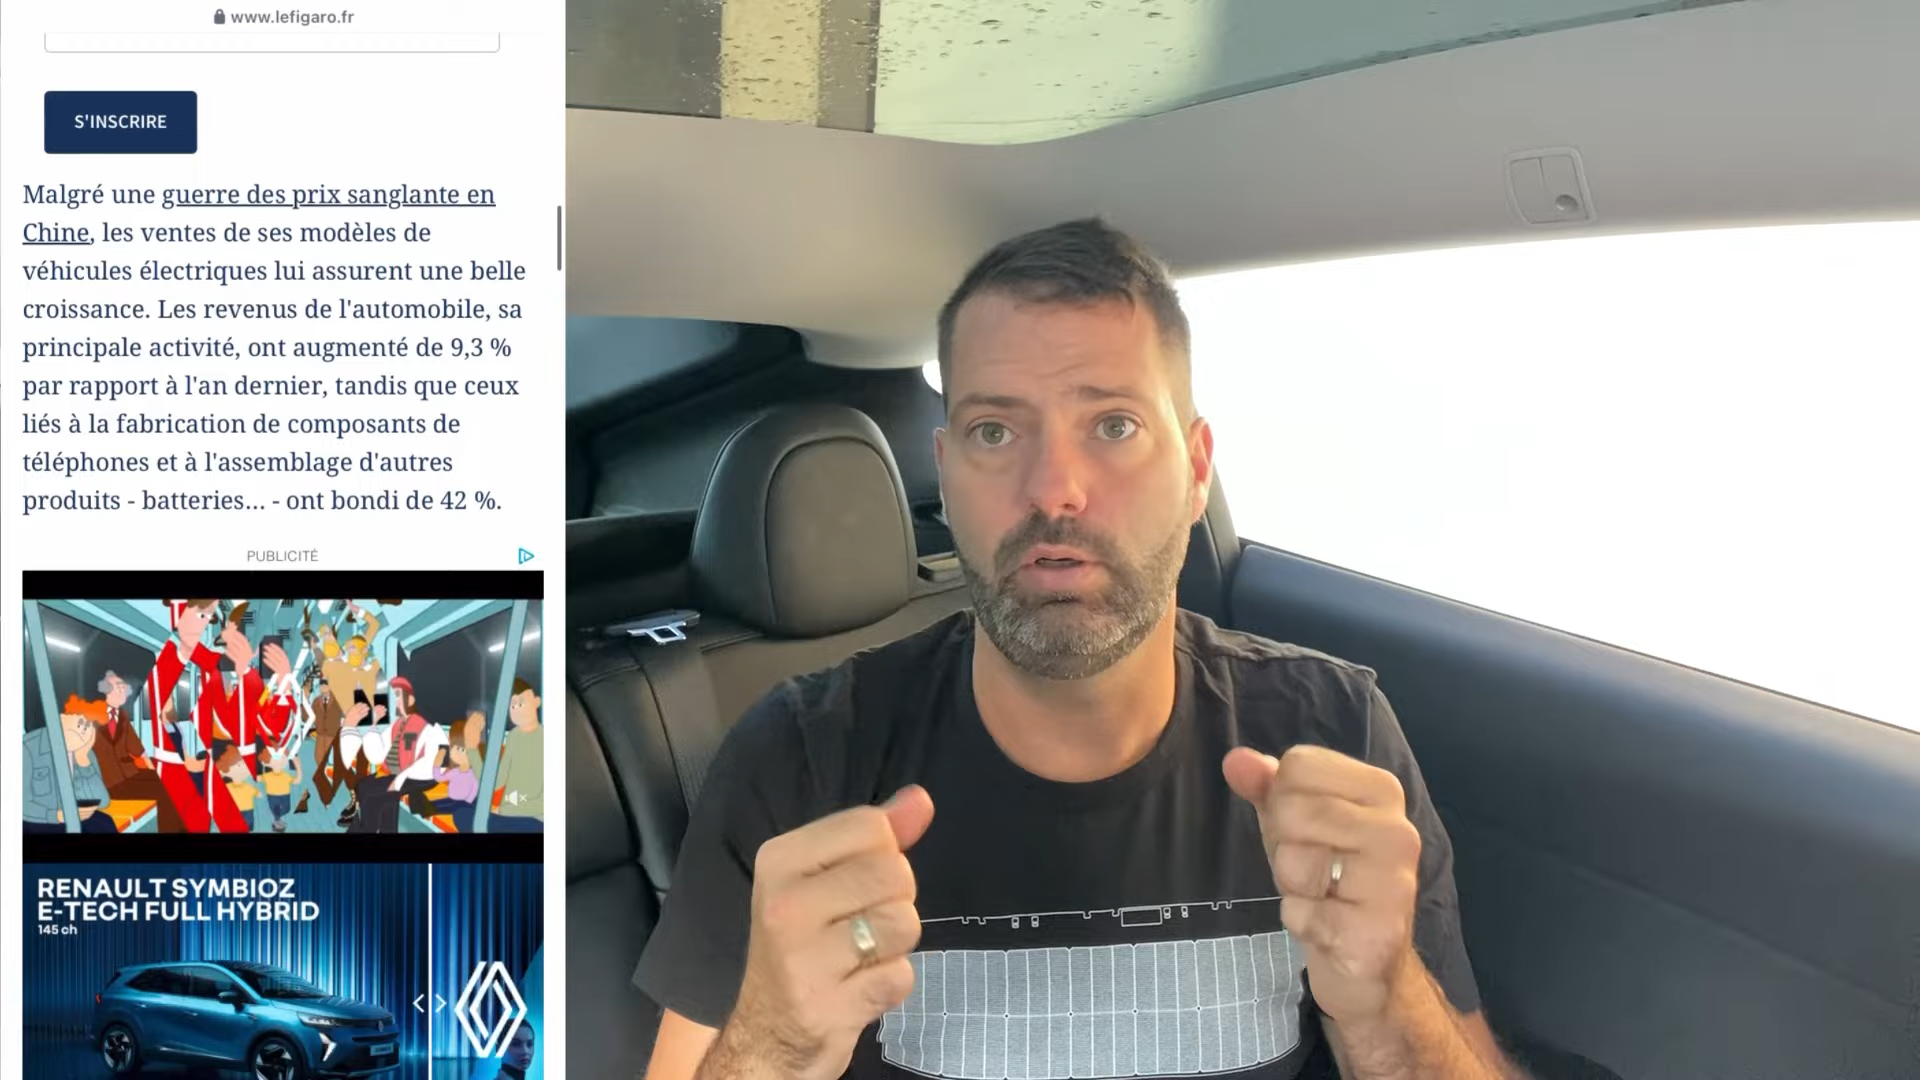 www.lefigaro.fr
S'INSCRIRE
Malgré une guerre des prix sanglante en
Chine, les ventes de ses modèles de
véhicules électriques lui assurent une belle
croissance. Les revenus de l'automobile, sa
principale activité, ont augmenté de 9,3 %
par rapport à l'an dernier, tandis que ceux
liés à la fabrication de composants de
téléphones et à l'assemblage d'autres
produits - batteries... - ont bondi de 42 %.
PUBLICITÉ
RENAULT SYMBIOZ
E-TECH FULL HYBRID
145 ch